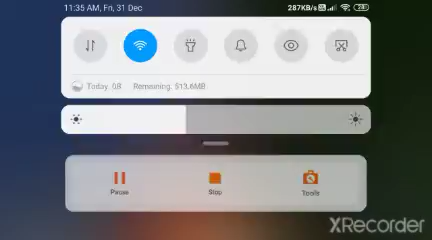 11:35 AM, Fri, 31 Dec
287KB/s
Today: 0B Remaining: 513.6MB
Pause Stop Tools
XRecorder